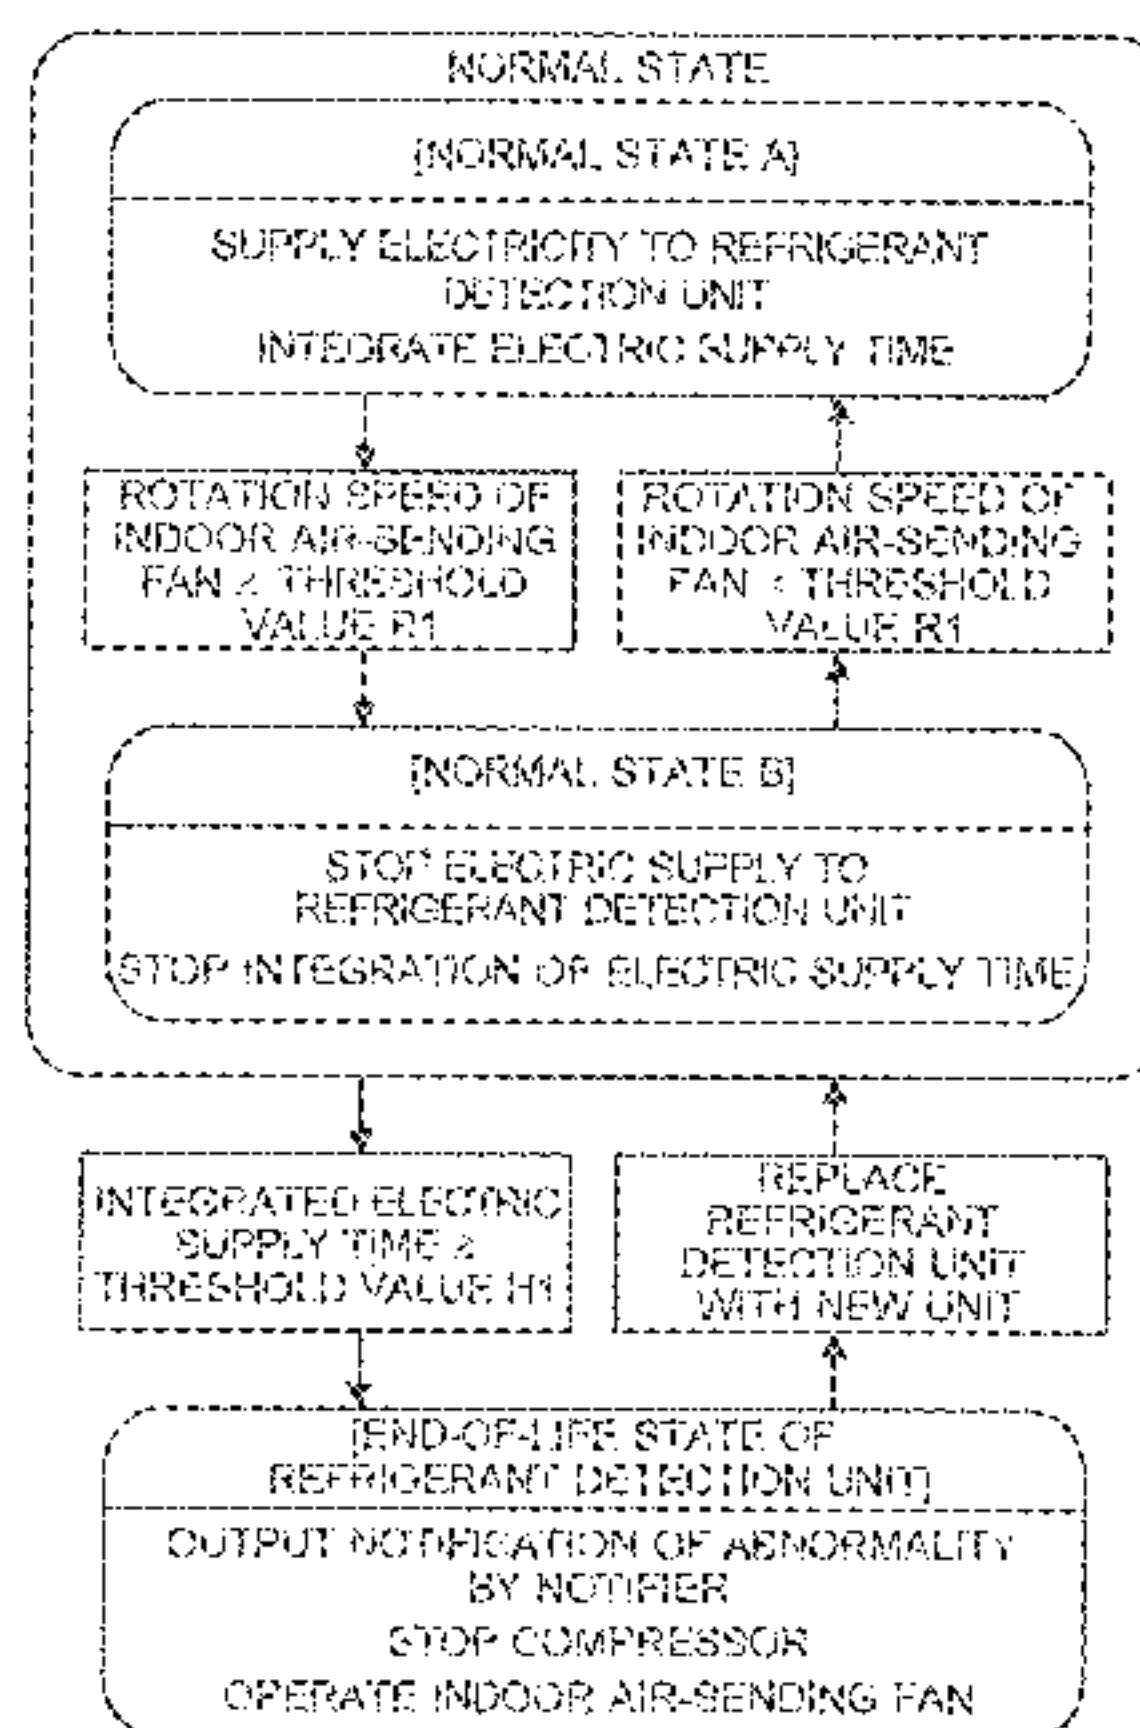 NORMAL STATE
[NORMAL STATE A]
SUPPLY ELECTRICITY TO REFRIGERANT
DETECTION UNIT
INTEGRATE ELECTRIC SUPPLY TIME
ROTATION SPEED OF
INDOOR AIR-SENDING
FAN ≥ THRESHOLD
VALUE R1
ROTATION SPEED OF
INDOOR AIR-SENDING
FAN < THRESHOLD
VALUE R1
[NORMAL STATE B]
STOP ELECTRIC SUPPLY TO
REFRIGERANT DETECTION UNIT
STOP INTEGRATION OF ELECTRIC SUPPLY TIME
INTEGRATED ELECTRIC
SUPPLY TIME ≥
THRESHOLD VALUE H1
REPLACE
REFRIGERANT
DETECTION UNIT
WITH NEW UNIT
[END-OF-LIFE STATE OF
REFRIGERANT DETECTION UNIT]
OUTPUT NOTIFICATION OF ABNORMALITY
BY NOTIFIER
STOP COMPRESSOR
OPERATE INDOOR AIR-SENDING FAN